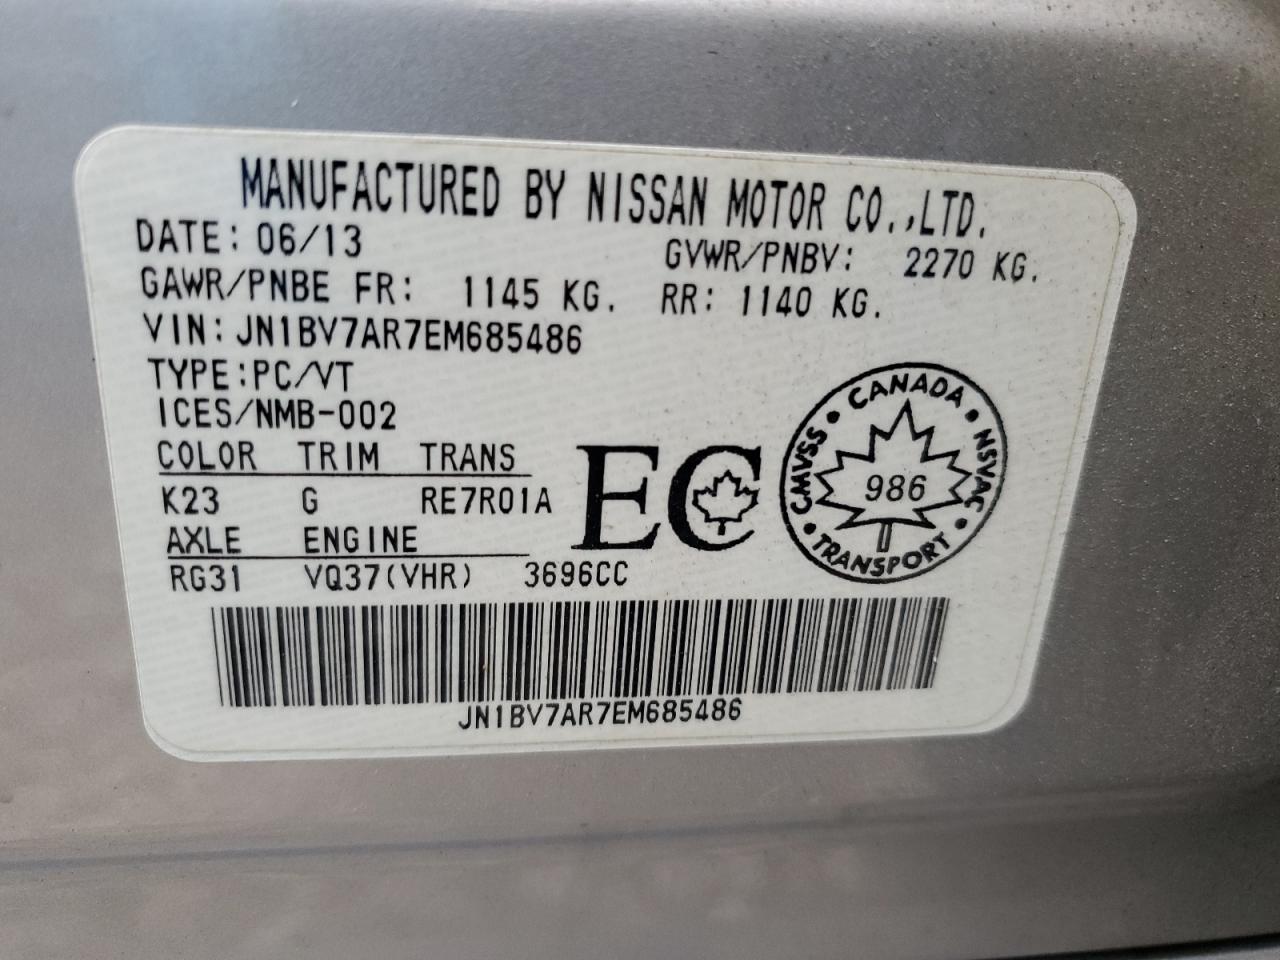 MANUFACTURED BY NISSAN MOTOR CO.,LTD.
DATE: 06/13 GVWR/PNBV: 2270 KG.
GAWR/PNBE FR: 1145 KG. RR: 1140 KG.
VIN: JN1BV7AR7EM685486
TYPE:PC/VT
ICES/NMB-002
COLOR TRIM TRANS
K23 G RE7R01A
AXLE ENGINE
RG31 VQ37(VHR) 3696CC
EC
CANADA
CMVSS
NSVAC
986
TRANSPORT
JN1BV7AR7EM685486